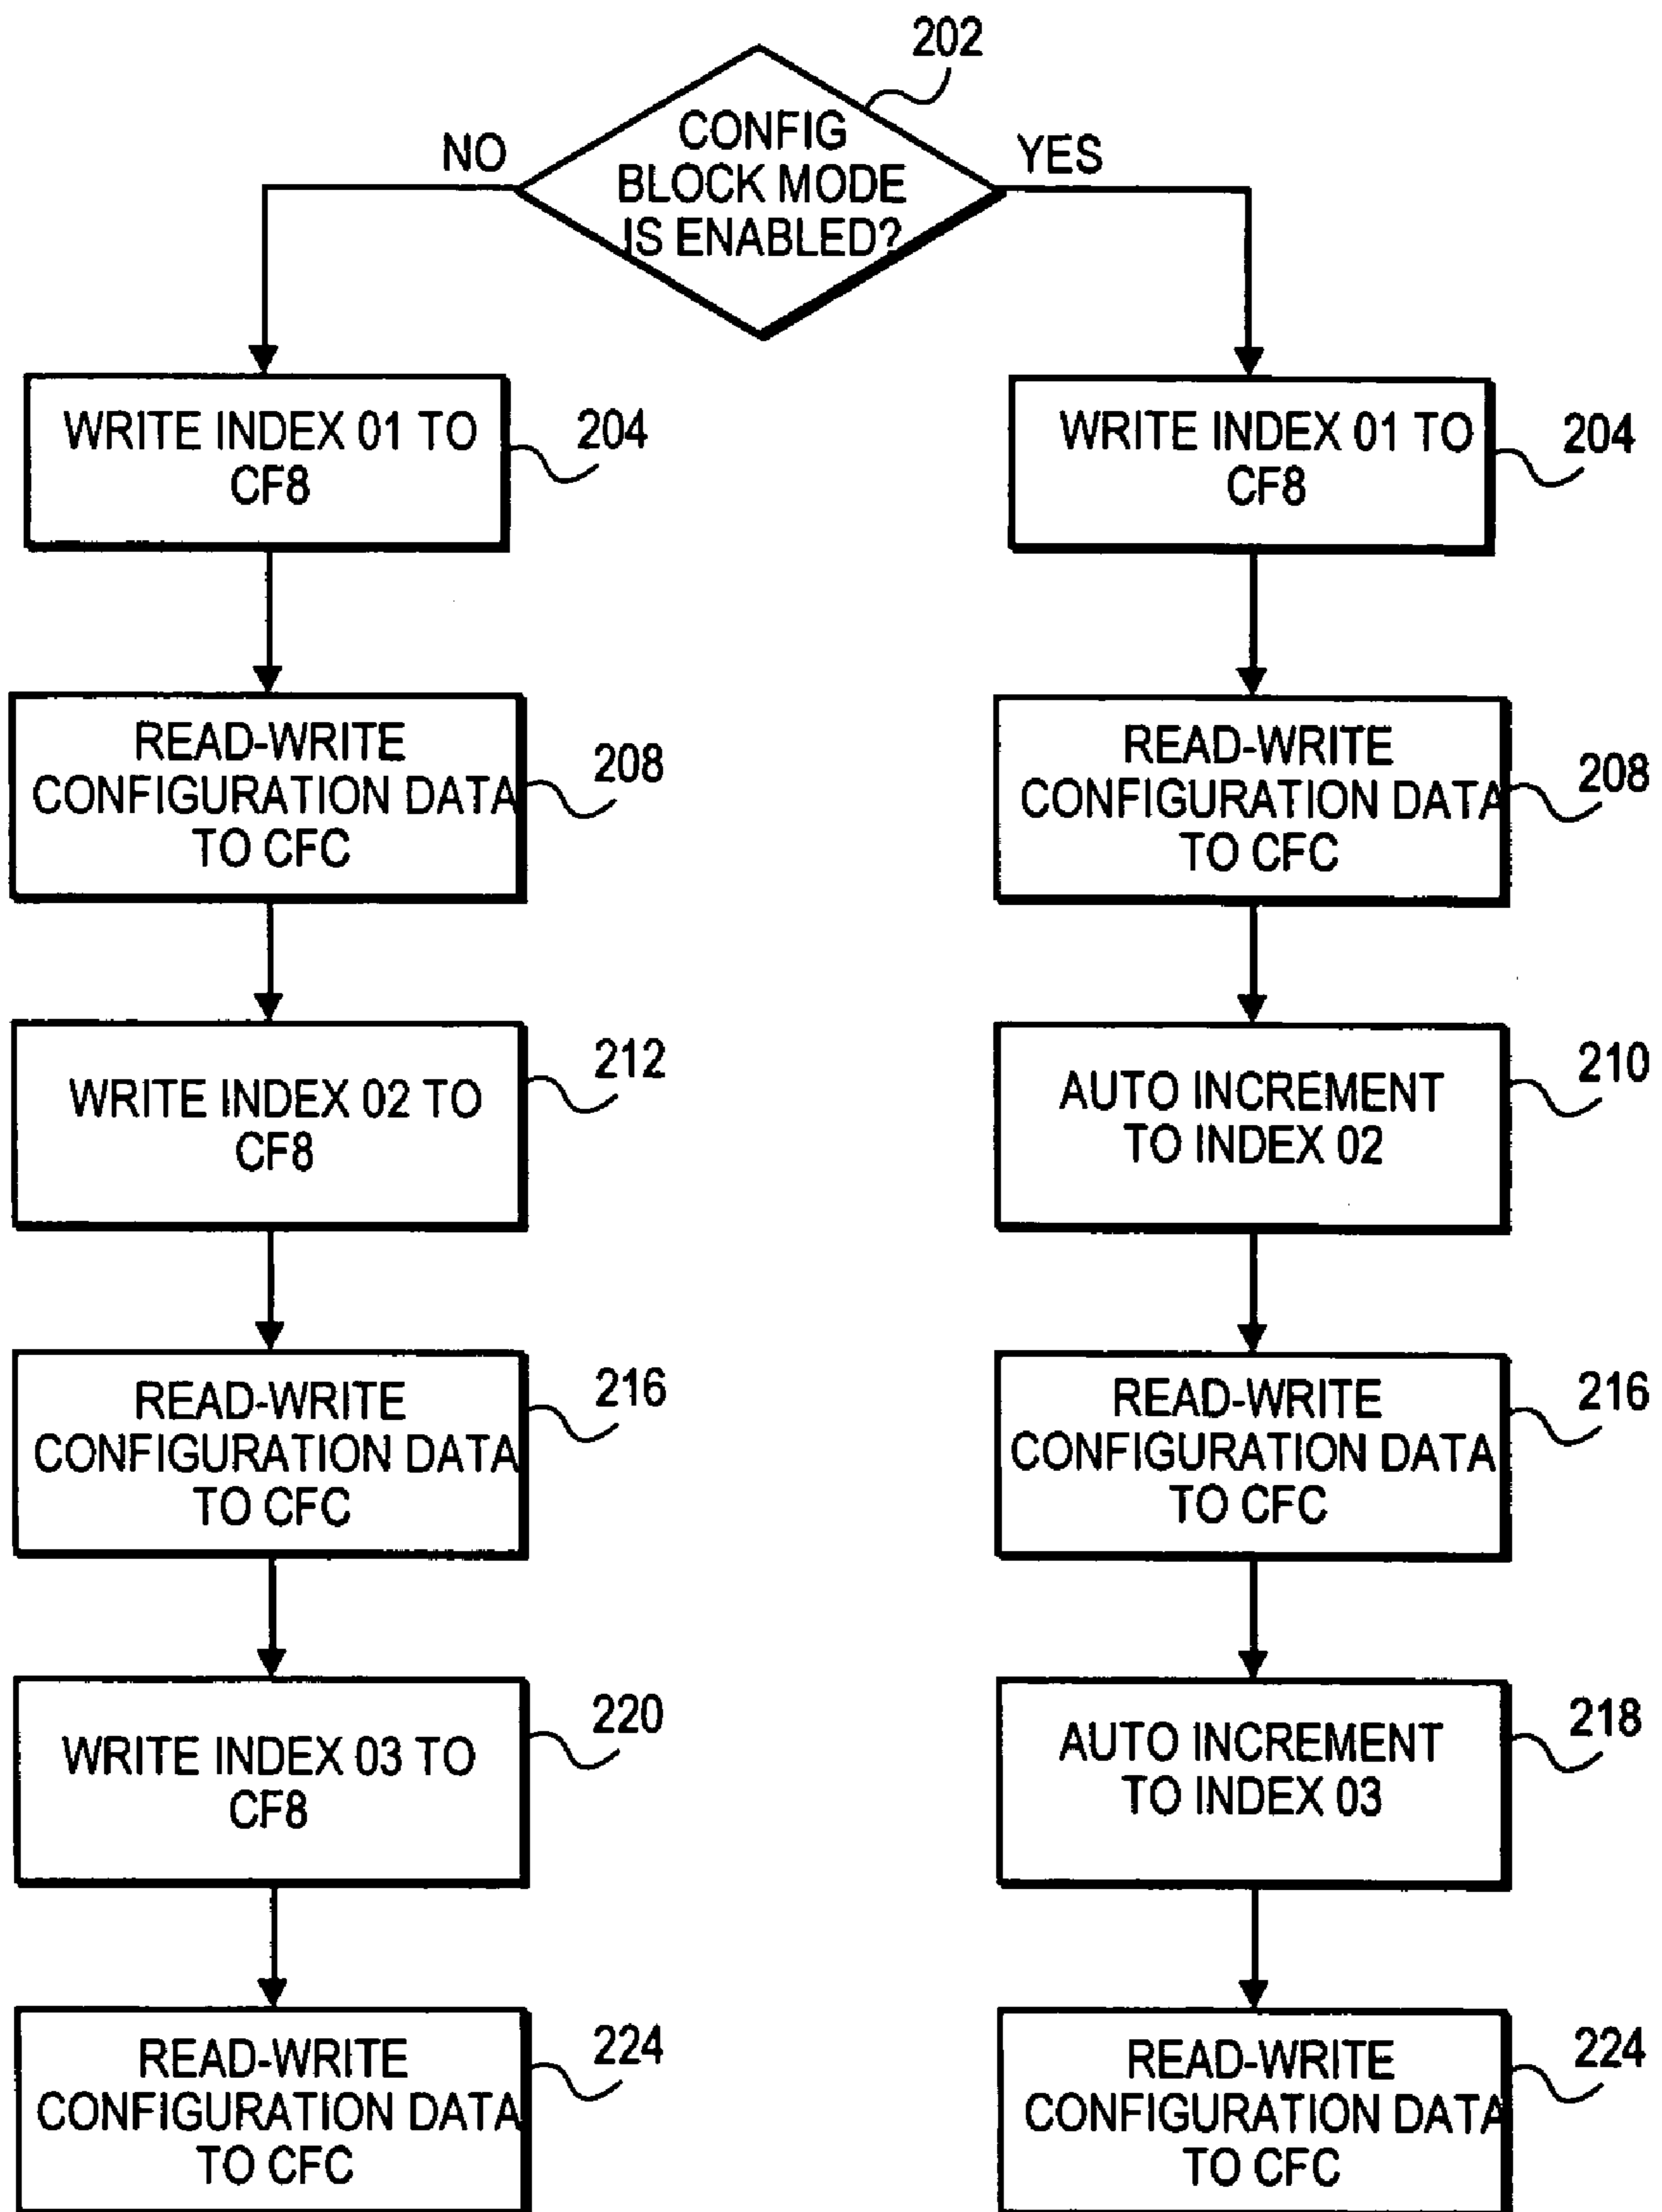 202
CONFIG
BLOCK MODE
IS ENABLED?
NO
YES
WRITE INDEX 01 TO
CF8
204
READ-WRITE
CONFIGURATION DATA
TO CFC
208
WRITE INDEX 02 TO
CF8
212
READ-WRITE
CONFIGURATION DATA
TO CFC
216
WRITE INDEX 03 TO
CF8
220
READ-WRITE
CONFIGURATION DATA
TO CFC
224
WRITE INDEX 01 TO
CF8
204
READ-WRITE
CONFIGURATION DATA
TO CFC
208
AUTO INCREMENT
TO INDEX 02
210
READ-WRITE
CONFIGURATION DATA
TO CFC
216
AUTO INCREMENT
TO INDEX 03
218
READ-WRITE
CONFIGURATION DATA
TO CFC
224